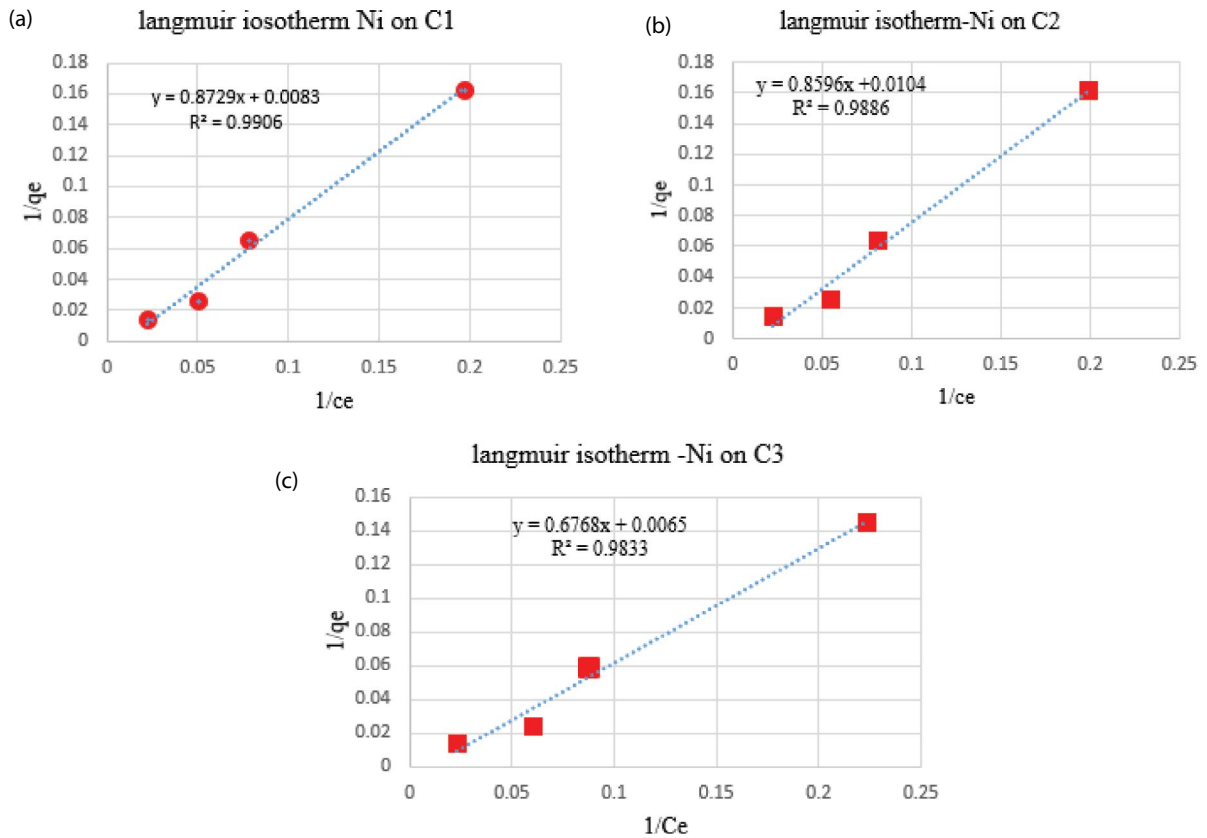 (a)
langmuir iosotherm Ni on C1
0.18
0.16
0.14
0.12
0.1
0.08
0.06
0.04
0.02
0
y = 0.8729x + 0.0083
R² = 0.9906
1/qe
0 0.05 0.1 0.15 0.2 0.25
1/ce
(b)
langmuir isotherm-Ni on C2
0.18
0.16
0.14
0.12
0.1
0.08
0.06
0.04
0.02
0
y = 0.8596x +0.0104
R² = 0.9886
1/qe
0 0.05 0.1 0.15 0.2 0.25
1/ce
(c)
langmuir isotherm -Ni on C3
0.16
0.14
0.12
0.1
0.08
0.06
0.04
0.02
0
y = 0.6768x + 0.0065
R² = 0.9833
1/qe
0 0.05 0.1 0.15 0.2 0.25
1/Ce